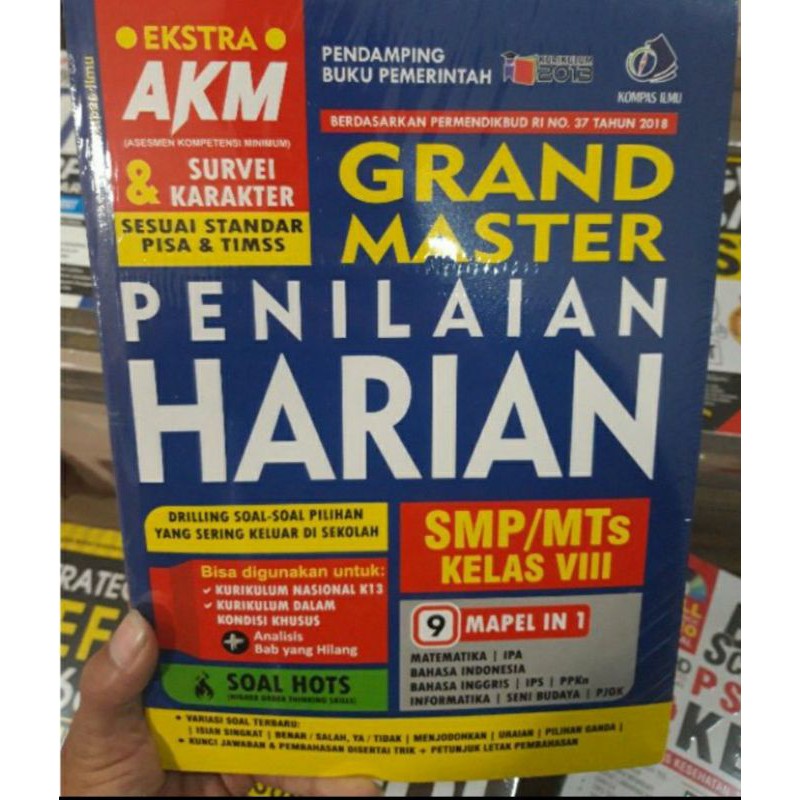 • EKSTRA •
AKM
(ASESMEN KOMPETENSI MINIMUM)
& SURVEI
KARAKTER
SESUAI STANDAR
PISA & TIMSS
PENDAMPING
BUKU PEMERINTAH
KURIKULUM
2013
KOMPAS ILMU
BERDASARKAN PERMENDIKBUD RI NO. 37 TAHUN 2018
GRAND
MASTER
PENILAIAN
HARIAN
DRILLING SOAL-SOAL PILIHAN
YANG SERING KELUAR DI SEKOLAH
Bisa digunakan untuk:
✓ KURIKULUM NASIONAL K13
✓ KURIKULUM DALAM
KONDISI KHUSUS
+ Analisis
Bab yang Hilang
SOAL HOTS
(HIGHER ORDER THINKING SKILLS)
SMP/MTs
KELAS VIII
9 MAPEL IN 1
MATEMATIKA | IPA
BAHASA INDONESIA
BAHASA INGGRIS | IPS | PPKn
INFORMATIKA | SENI BUDAYA | PJOK
• VARIASI SOAL TERBARU:
| ISIAN SINGKAT | BENAR / SALAH, YA / TIDAK | MENJODOHKAN | URAIAN | PILIHAN GANDA |
• KUNCI JAWABAN & PEMBAHASAN DISERTAI TRIK + PETUNJUK LETAK PEMBAHASAN